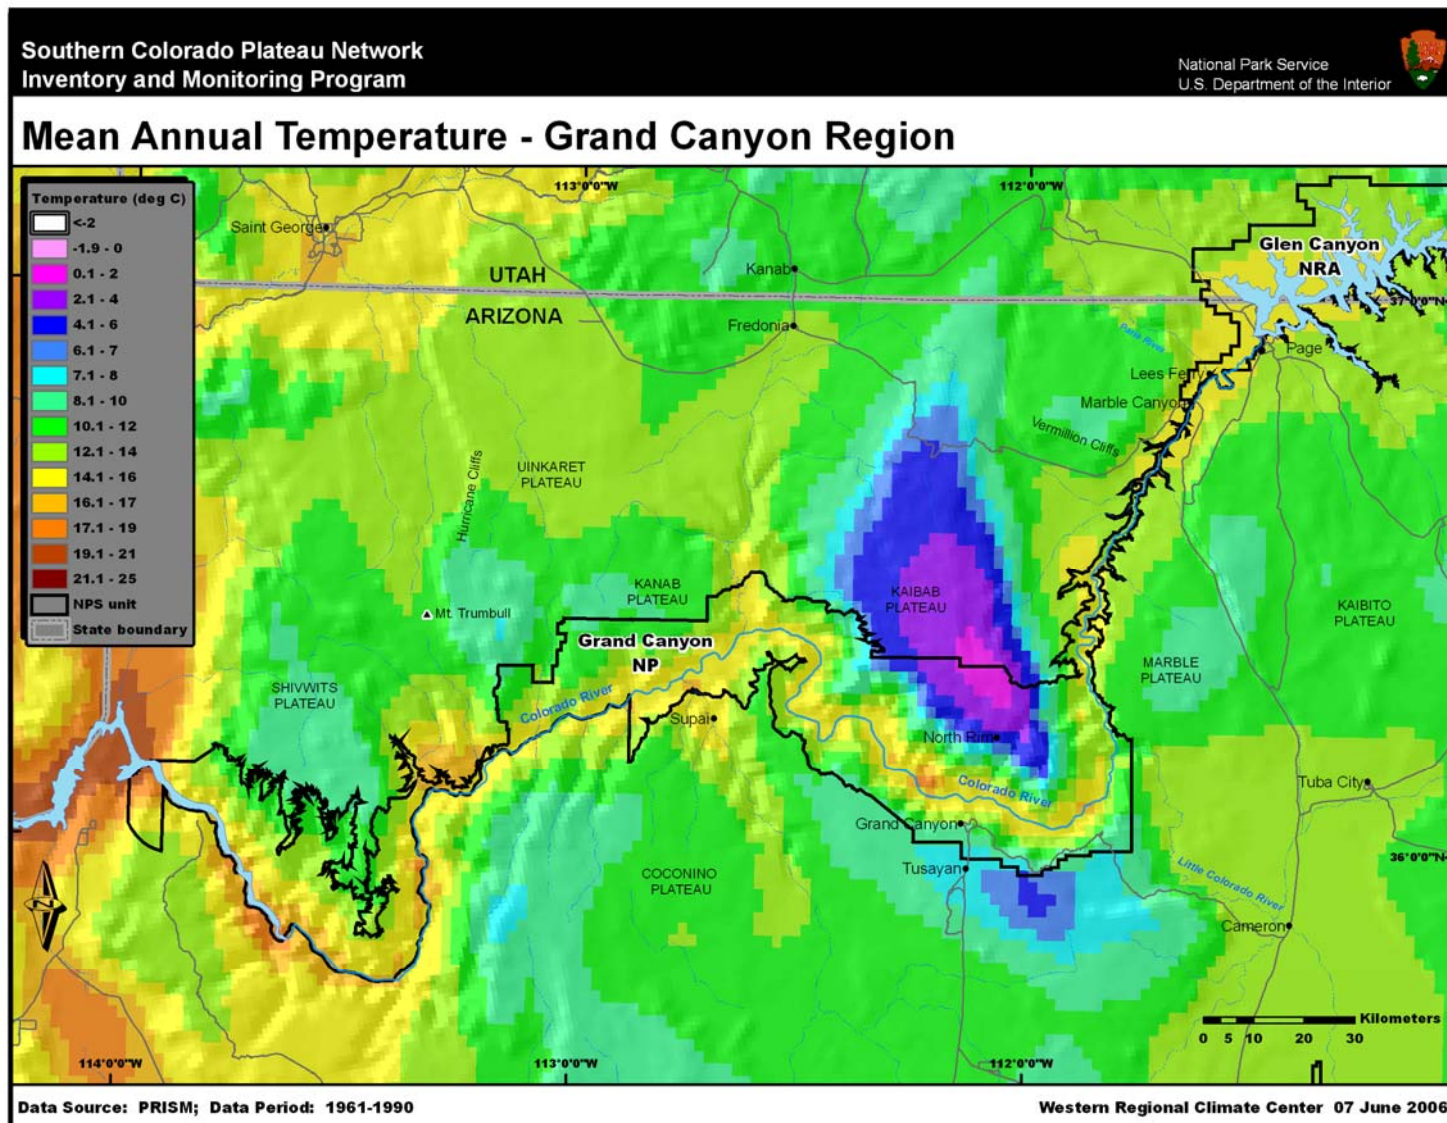 Southern Colorado Plateau Network
Inventory and Monitoring Program
National Park Service
U.S. Department of the Interior
Mean Annual Temperature - Grand Canyon Region
Temperature (deg C)
<-2
-1.9 - 0
0.1 - 2
2.1 - 4
4.1 - 6
6.1 - 7
7.1 - 8
8.1 - 10
10.1 - 12
12.1 - 14
14.1 - 16
16.1 - 17
17.1 - 19
19.1 - 21
21.1 - 25
NPS unit
State boundary
113°0'0"W
112°0'0"W
Saint George
Glen Canyon
NRA
Kanab
UTAH
37°0'0"N
ARIZONA
Fredonia
Paria River
Page
Lees Ferry
Marble Canyon
Vermillion Cliffs
Hurricane Cliffs
UINKARET
PLATEAU
KANAB
PLATEAU
KAIBAB
PLATEAU
KAIBITO
PLATEAU
Mt. Trumbull
Grand Canyon
NP
MARBLE
PLATEAU
SHIVWITS
PLATEAU
Colorado River
Supai
North Rim
Colorado River
Tuba City
Grand Canyon
36°0'0"N
Tusayan
COCONINO
PLATEAU
Little Colorado River
Cameron
N
Kilometers
0 5 10 20 30
114°0'0"W
113°0'0"W
112°0'0"W
Data Source: PRISM; Data Period: 1961-1990
Western Regional Climate Center 07 June 2006